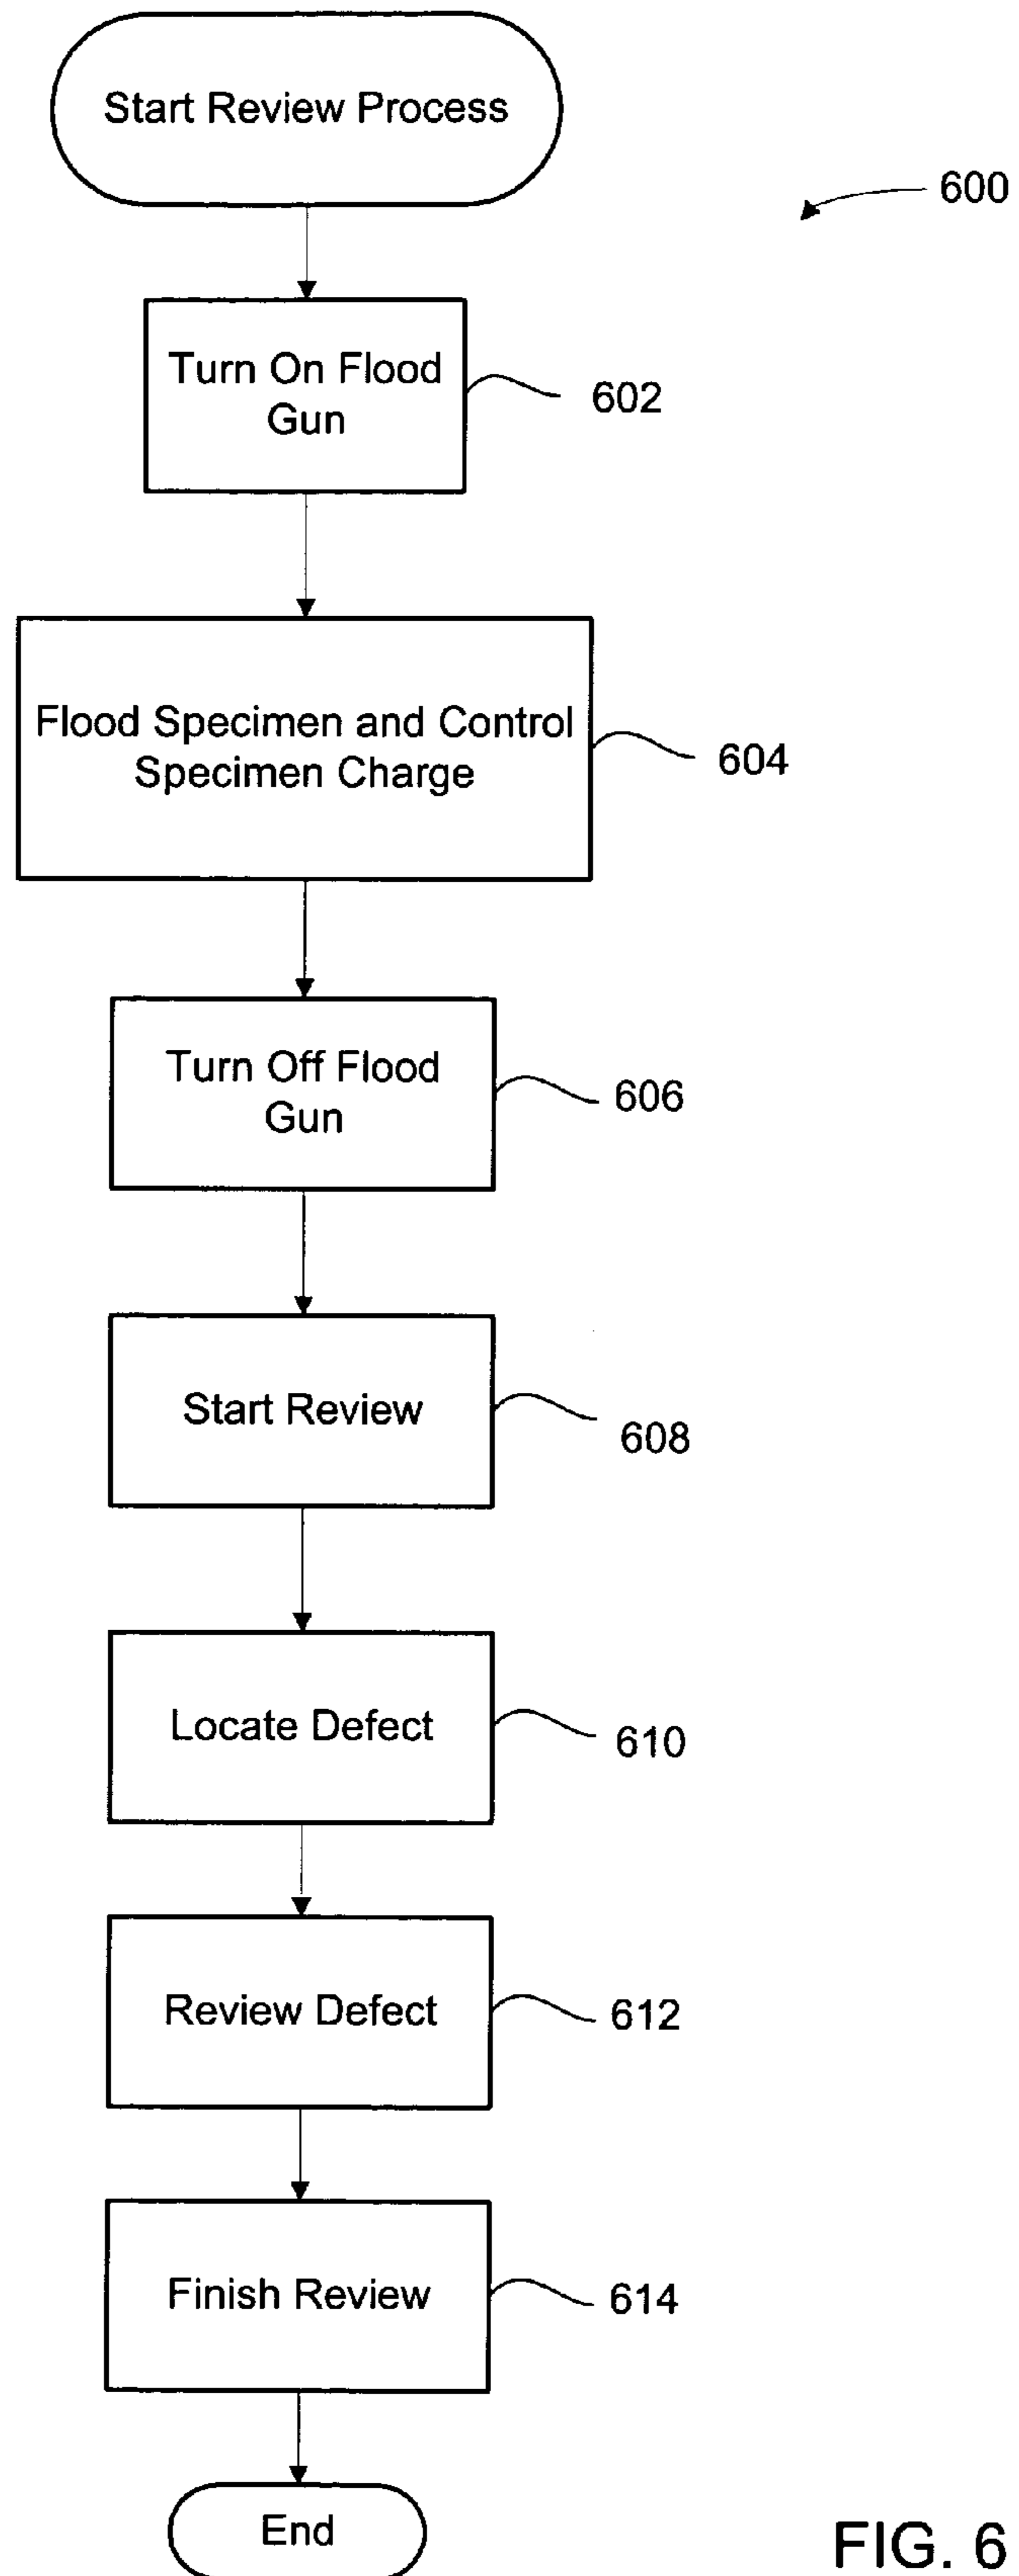 Start Review Process
600
Turn On Flood
Gun
602
Flood Specimen and Control
Specimen Charge
604
Turn Off Flood
Gun
606
Start Review
608
Locate Defect
610
Review Defect
612
Finish Review
614
End
FIG. 6